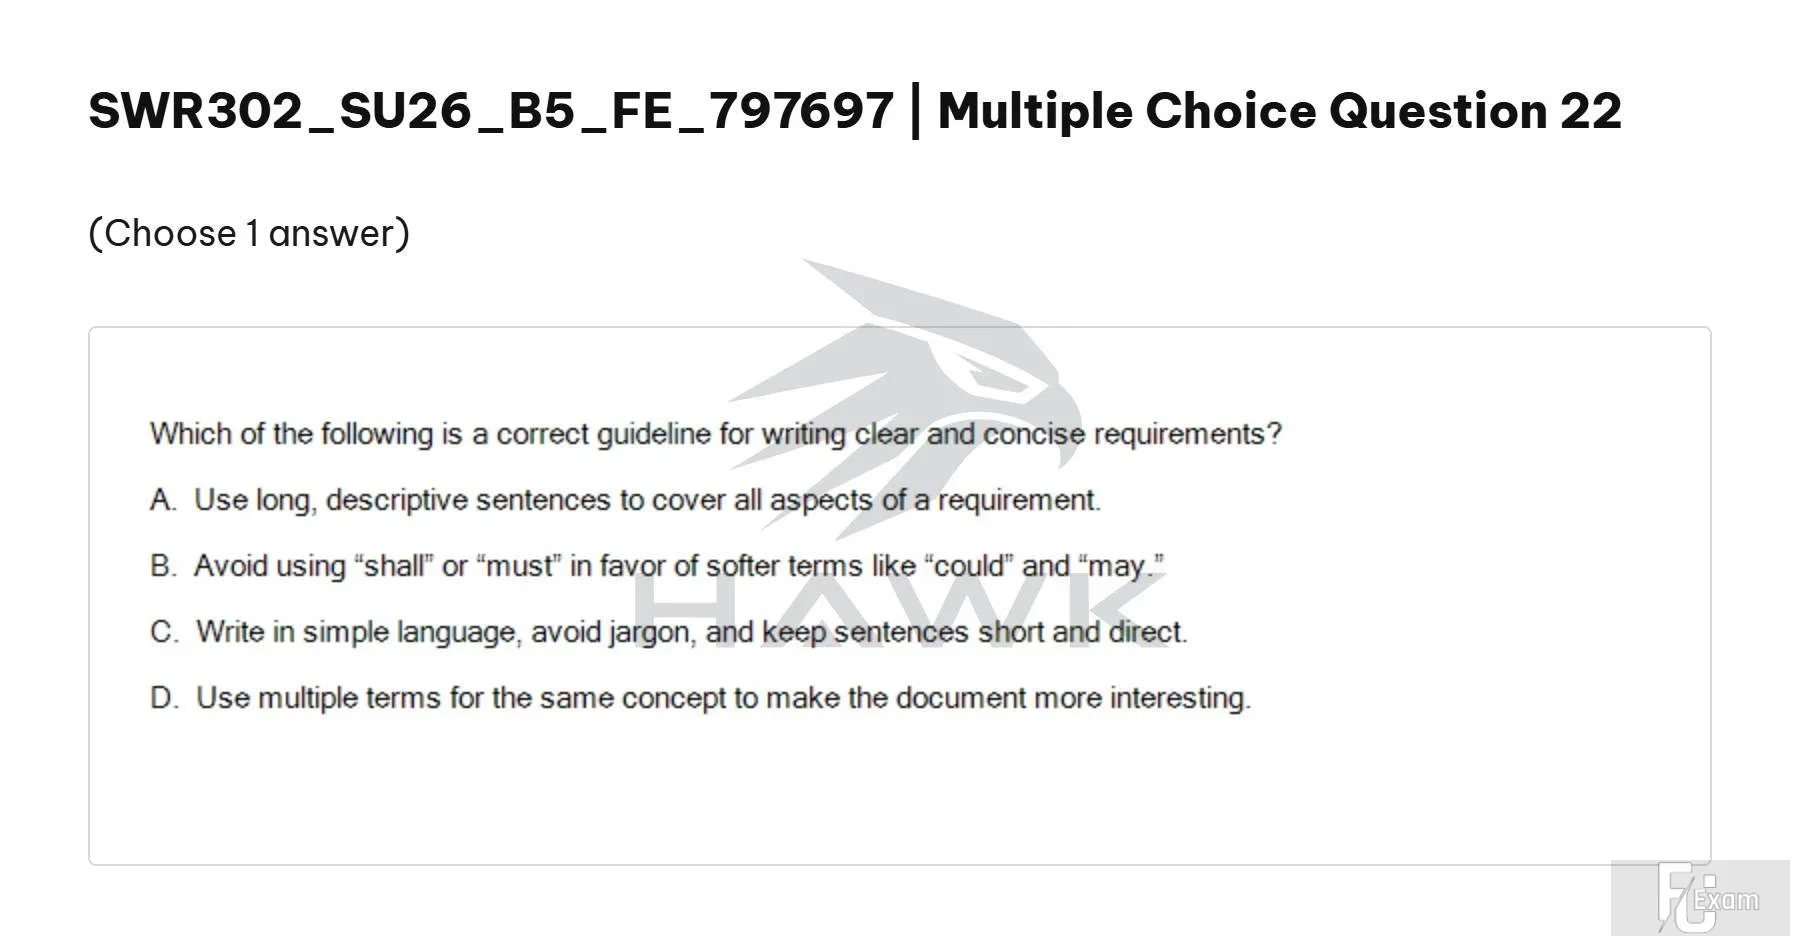 SWR302_SU26_B5_FE_797697 | Multiple Choice Question 22
(Choose 1 answer)
Which of the following is a correct guideline for writing clear and concise requirements?
A. Use long, descriptive sentences to cover all aspects of a requirement.
B. Avoid using “shall” or “must” in favor of softer terms like “could” and “may.”
HAWK
C. Write in simple language, avoid jargon, and keep sentences short and direct.
D. Use multiple terms for the same concept to make the document more interesting.
FU Exam